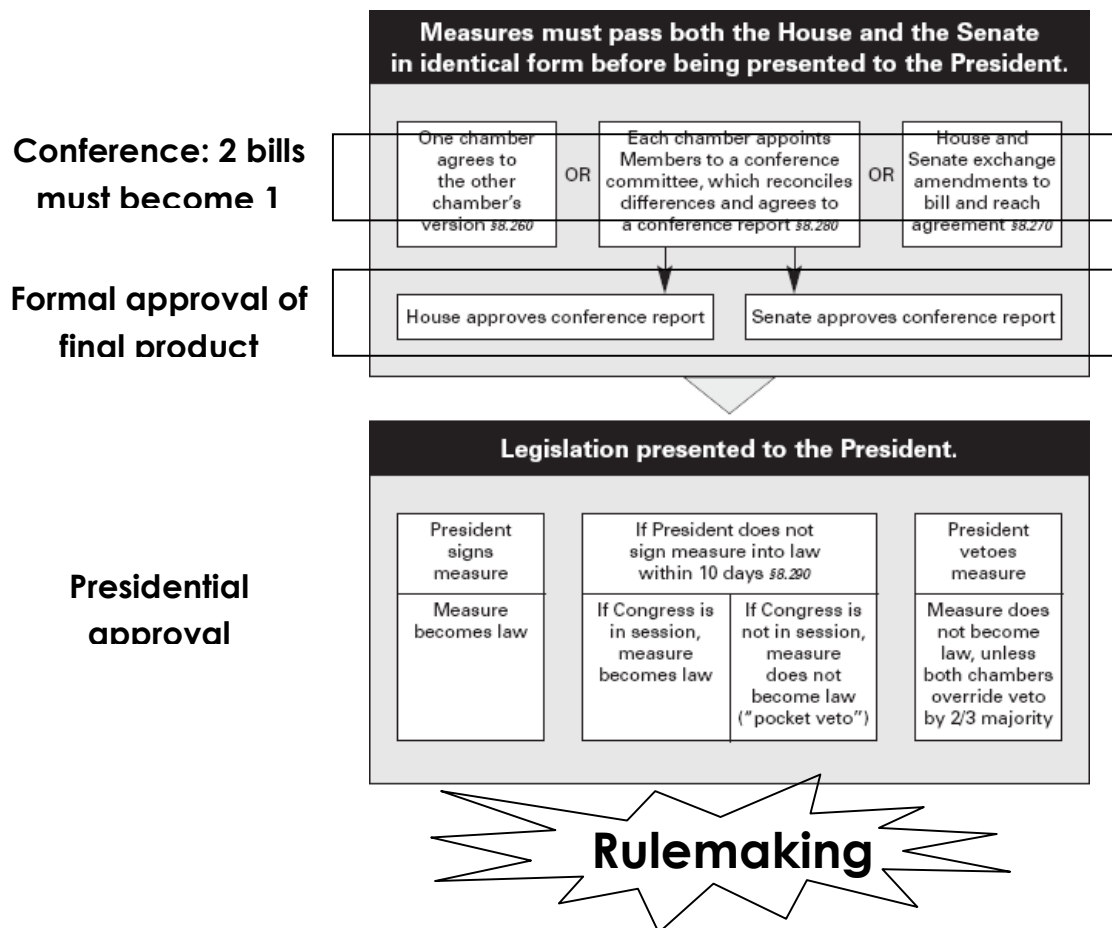 Measures must pass both the House and the Senate
in identical form before being presented to the President.
Conference: 2 bills
must become 1
One chamber
agrees to
the other
chamber's
version §8.260
OR
Each chamber appoints
Members to a conference
committee, which reconciles
differences and agrees to
a conference report §8.280
OR
House and
Senate exchange
amendments to
bill and reach
agreement §8.270
Formal approval of
final product
House approves conference report
Senate approves conference report
Legislation presented to the President.
Presidential
approval
President
signs
measure
Measure
becomes law
If President does not
sign measure into law
within 10 days §8.290
If Congress is
in session,
measure
becomes law
If Congress is
not in session,
measure
does not
become law
("pocket veto")
President
vetoes
measure
Measure does
not become
law, unless
both chambers
override veto
by 2/3 majority
Rulemaking